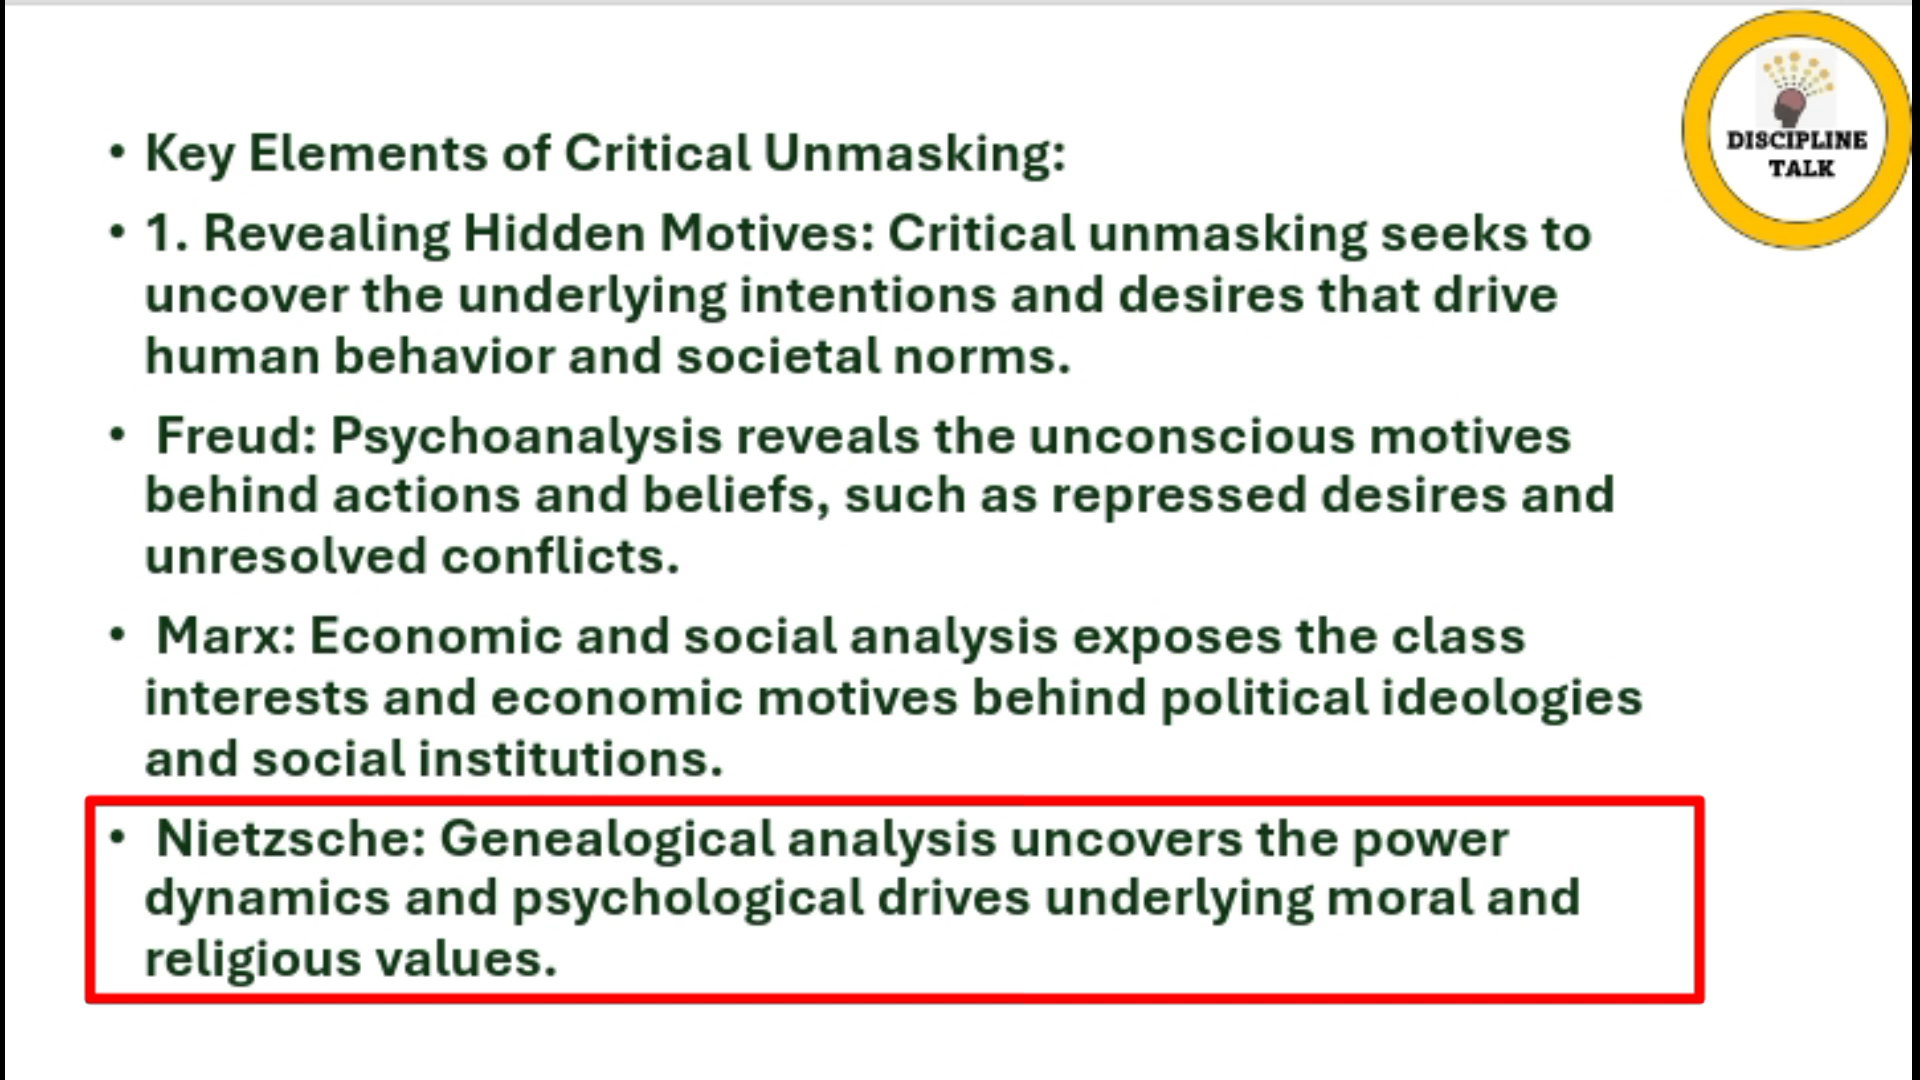 DISCIPLINE
TALK
• Key Elements of Critical Unmasking:
• 1. Revealing Hidden Motives: Critical unmasking seeks to
uncover the underlying intentions and desires that drive
human behavior and societal norms.
• Freud: Psychoanalysis reveals the unconscious motives
behind actions and beliefs, such as repressed desires and
unresolved conflicts.
• Marx: Economic and social analysis exposes the class
interests and economic motives behind political ideologies
and social institutions.
• Nietzsche: Genealogical analysis uncovers the power
dynamics and psychological drives underlying moral and
religious values.